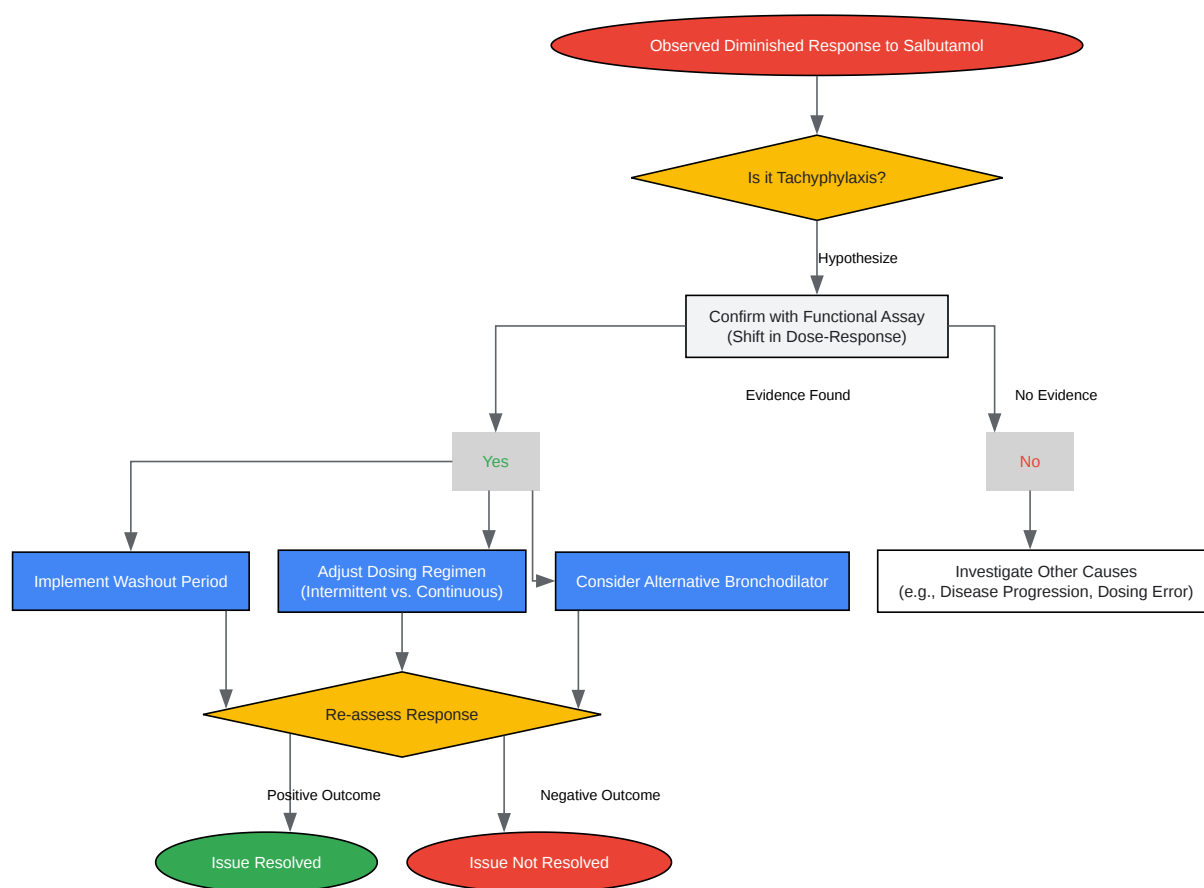 Observed Diminished Response to Salbutamol
Is it Tachyphylaxis?
Hypothesize
Confirm with Functional Assay
(Shift in Dose-Response)
Evidence Found
No Evidence
Yes
No
Implement Washout Period
Adjust Dosing Regimen
(Intermittent vs. Continuous)
Consider Alternative Bronchodilator
Investigate Other Causes
(e.g., Disease Progression, Dosing Error)
Re-assess Response
Positive Outcome
Negative Outcome
Issue Resolved
Issue Not Resolved